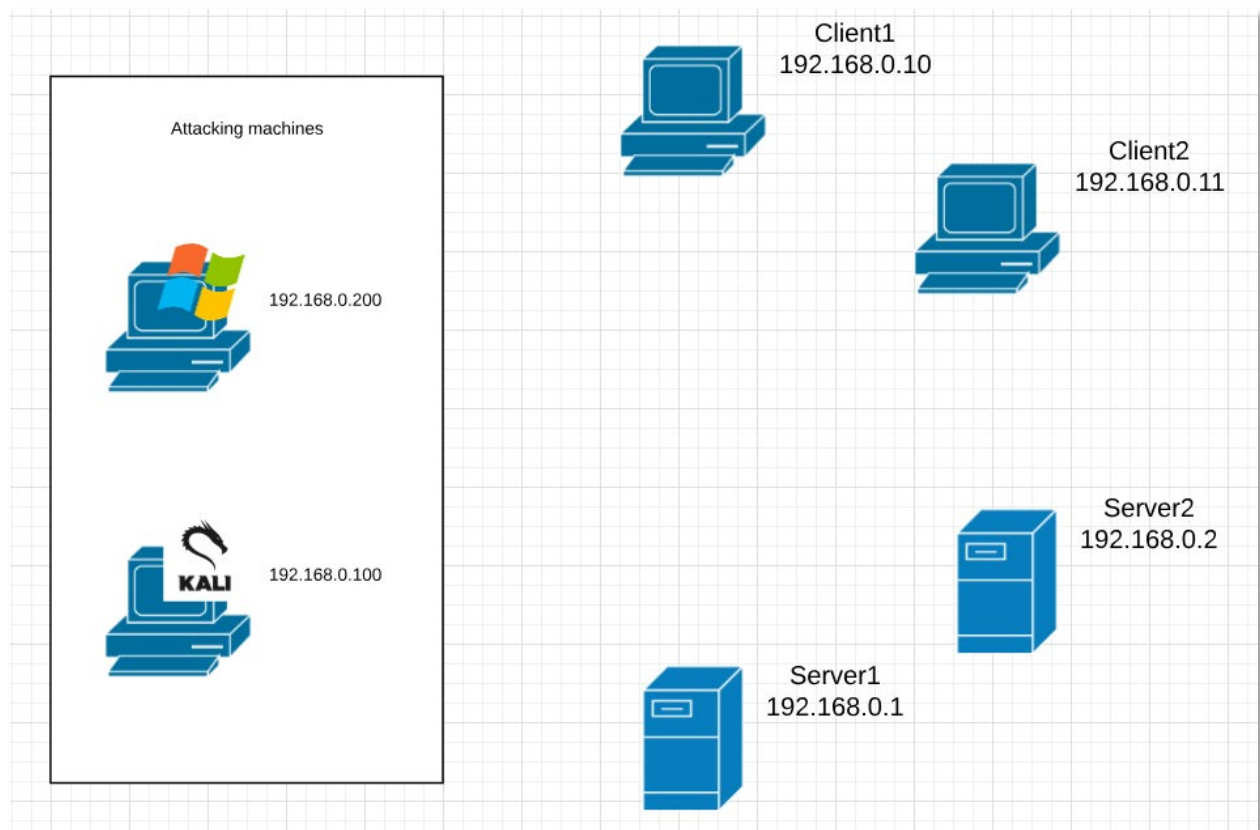 Attacking machines
192.168.0.200
KALI
192.168.0.100
Client1
192.168.0.10
Client2
192.168.0.11
Server2
192.168.0.2
Server1
192.168.0.1